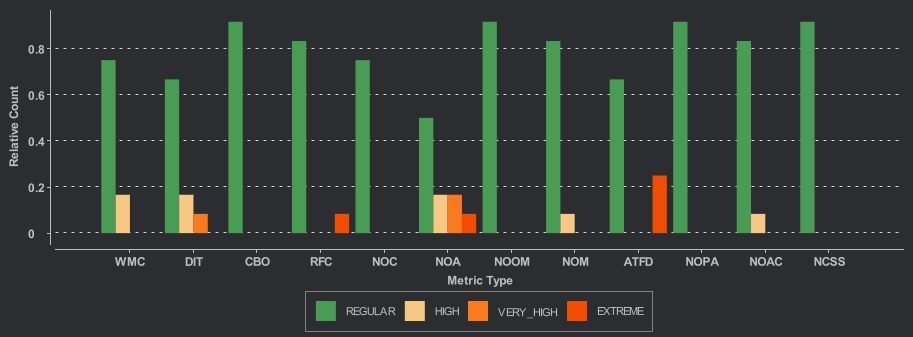 Relative Count
0.8
0.6
0.4
0.2
0
WMC DIT CBO RFC NOC NOA NOOM NOM ATFD NOPA NOAC NCSS
Metric Type
REGULAR HIGH VERY_HIGH EXTREME